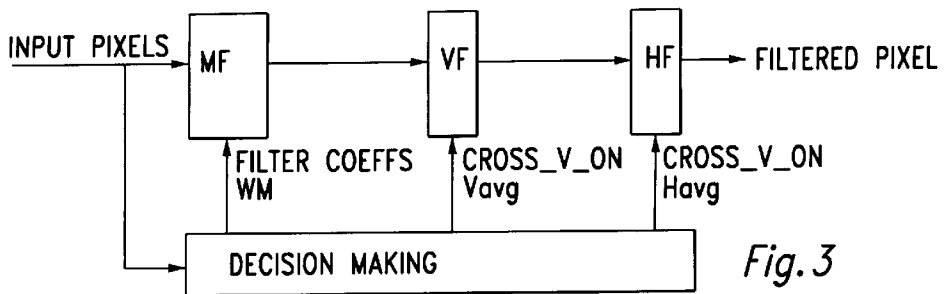 INPUT PIXELS
MF
VF
HF
FILTERED PIXEL
FILTER COEFFS
WM
CROSS_V_ON
Vavg
CROSS_V_ON
Havg
DECISION MAKING
Fig.3